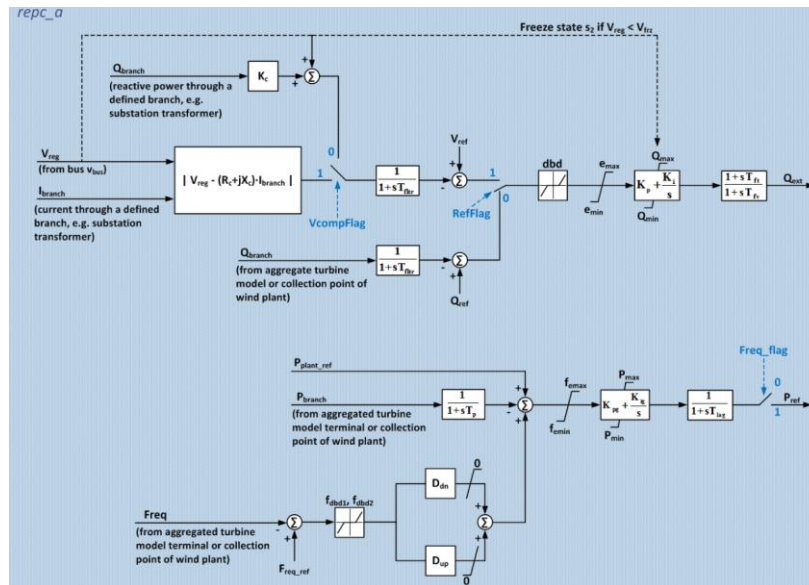 repc_a
Freeze state s2 if Vreg < Vfrz
Qbranch
(reactive power through a
defined branch, e.g.
substation transformer)
Kc
Σ
+
+
Vreg
(from bus vbus)
Ibranch
(current through a defined
branch, e.g. substation
transformer)
| Vreg - (Rc+jXc)·Ibranch |
0
1
VcompFlag
1
1+sTfltr
Vref
+
-
Σ
1
0
RefFlag
dbd
emax
emin
Qmax
Kp + Ki
s
Qmin
1+sTft
1+sTfv
Qext
Qbranch
(from aggregate turbine
model or collection point of
wind plant)
1
1+sTfltr
-
Σ
+
Qref
Pplant_ref
Pbranch
(from aggregated turbine
model terminal or collection
point of wind plant)
1
1+sTp
+
-
Σ
+
femax
femin
Pmax
Kpg + Kig
s
Pmin
1
1+sTlag
Freq_flag
0
1
Pref
Freq
(from aggregated turbine
model terminal or collection
point of wind plant)
-
Σ
+
Freq_ref
fdbd1, fdbd2
Ddn
0
+
Σ
+
Dup
0